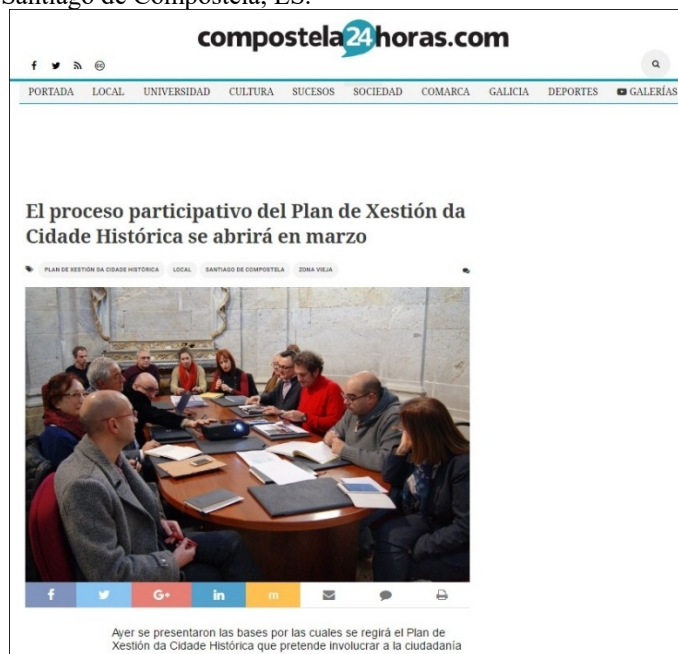 Santiago de Compostela, ES.
compostela24horas.com
PORTADA LOCAL UNIVERSIDAD CULTURA SUCESOS SOCIEDAD COMARCA GALICIA DEPORTES GALERÍAS
El proceso participativo del Plan de Xestión da
Cidade Histórica se abrirá en marzo
PLAN DE XESTIÓN DA CIDADE HISTÓRICA LOCAL SANTIAGO DE COMPOSTELA ZONA VIEJA
f G+ in m
Ayer se presentaron las bases por las cuales se regirá el Plan de
Xestión da Cidade Histórica que pretende involucrar a la ciudadanía